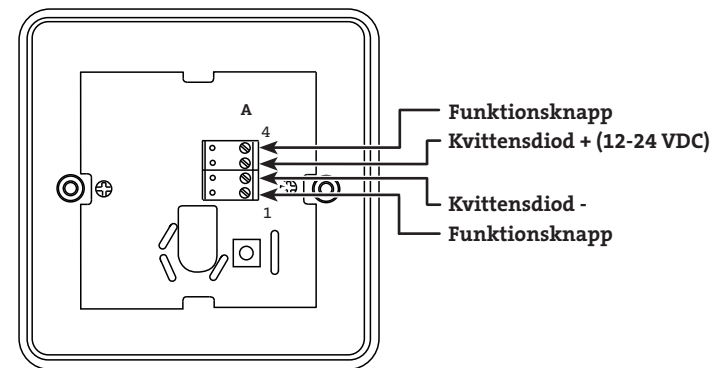 A
4
Funktionsknapp
Kvittensdiod + (12-24 VDC)
Kvittensdiod -
1
Funktionsknapp